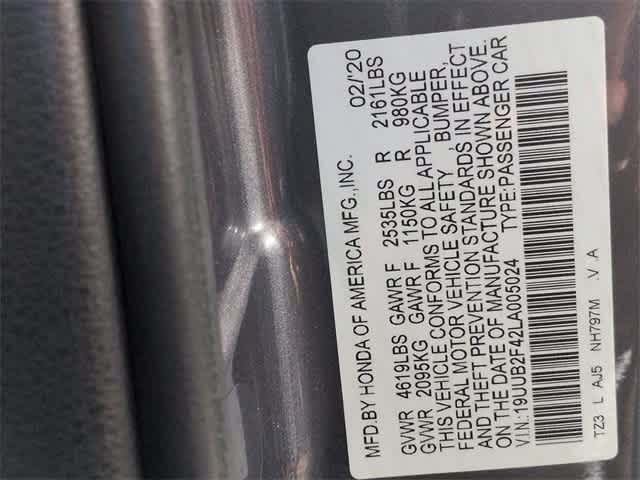 MFD.BY HONDA OF AMERICA MFG.,INC. 02/'20
GVWR 4619LBS GAWR F 2535LBS R 2161LBS
GVWR 2095KG GAWR F 1150KG R 980KG
THIS VEHICLE CONFORMS TO ALL APPLICABLE
FEDERAL MOTOR VEHICLE SAFETY , BUMPER,
AND THEFT PREVENTION STANDARDS IN EFFECT
ON THE DATE OF MANUFACTURE SHOWN ABOVE.
V.I.N.:19UUB2F42LA005024 TYPE:PASSENGER CAR
TZ3 L AJ5 NH797M .V .A